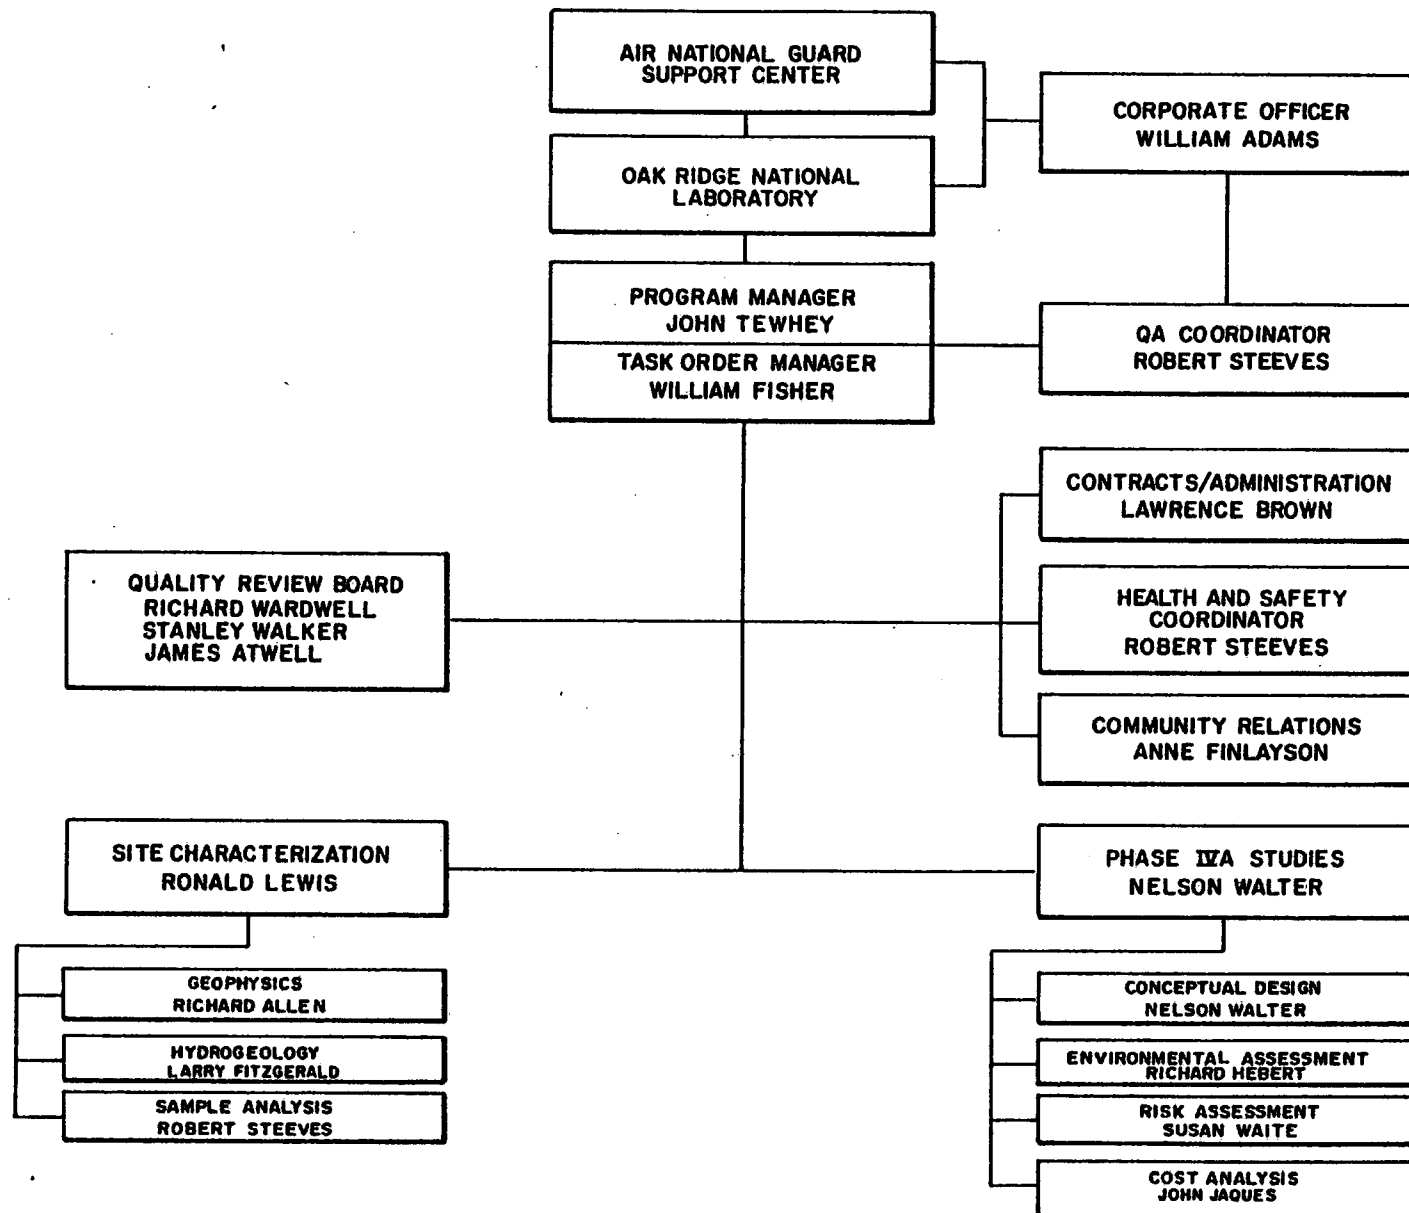 AIR NATIONAL GUARD
SUPPORT CENTER
CORPORATE OFFICER
WILLIAM ADAMS
OAK RIDGE NATIONAL
LABORATORY
PROGRAM MANAGER
JOHN TEWHEY
TASK ORDER MANAGER
WILLIAM FISHER
QA COORDINATOR
ROBERT STEEVES
CONTRACTS/ADMINISTRATION
LAWRENCE BROWN
QUALITY REVIEW BOARD
RICHARD WARDWELL
STANLEY WALKER
JAMES ATWELL
HEALTH AND SAFETY
COORDINATOR
ROBERT STEEVES
COMMUNITY RELATIONS
ANNE FINLAYSON
SITE CHARACTERIZATION
RONALD LEWIS
PHASE IVA STUDIES
NELSON WALTER
GEOPHYSICS
RICHARD ALLEN
HYDROGEOLOGY
LARRY FITZGERALD
SAMPLE ANALYSIS
ROBERT STEEVES
CONCEPTUAL DESIGN
NELSON WALTER
ENVIRONMENTAL ASSESSMENT
RICHARD HEBERT
RISK ASSESSMENT
SUSAN WAITE
COST ANALYSIS
JOHN JAQUES